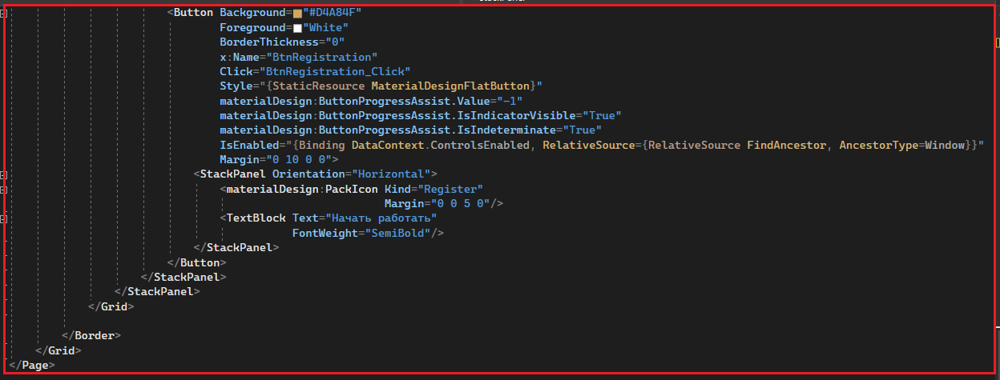 <Button Background="#D4A84F"
Foreground="White"
BorderThickness="0"
x:Name="BtnRegistration"
Click="BtnRegistration_Click"
Style="{StaticResource MaterialDesignFlatButton}"
materialDesign:ButtonProgressAssist.Value="-1"
materialDesign:ButtonProgressAssist.IsIndicatorVisible="True"
materialDesign:ButtonProgressAssist.IsIndeterminate="True"
IsEnabled="{Binding DataContext.ControlsEnabled, RelativeSource={RelativeSource FindAncestor, AncestorType=Window}}"
Margin="0 10 0 0">
<StackPanel Orientation="Horizontal">
<materialDesign:PackIcon Kind="Register"
Margin="0 0 5 0"/>
<TextBlock Text="Начать работать"
FontWeight="SemiBold"/>
</StackPanel>
</Button>
</StackPanel>
</StackPanel>
</Grid>
</Border>
</Grid>
</Page>